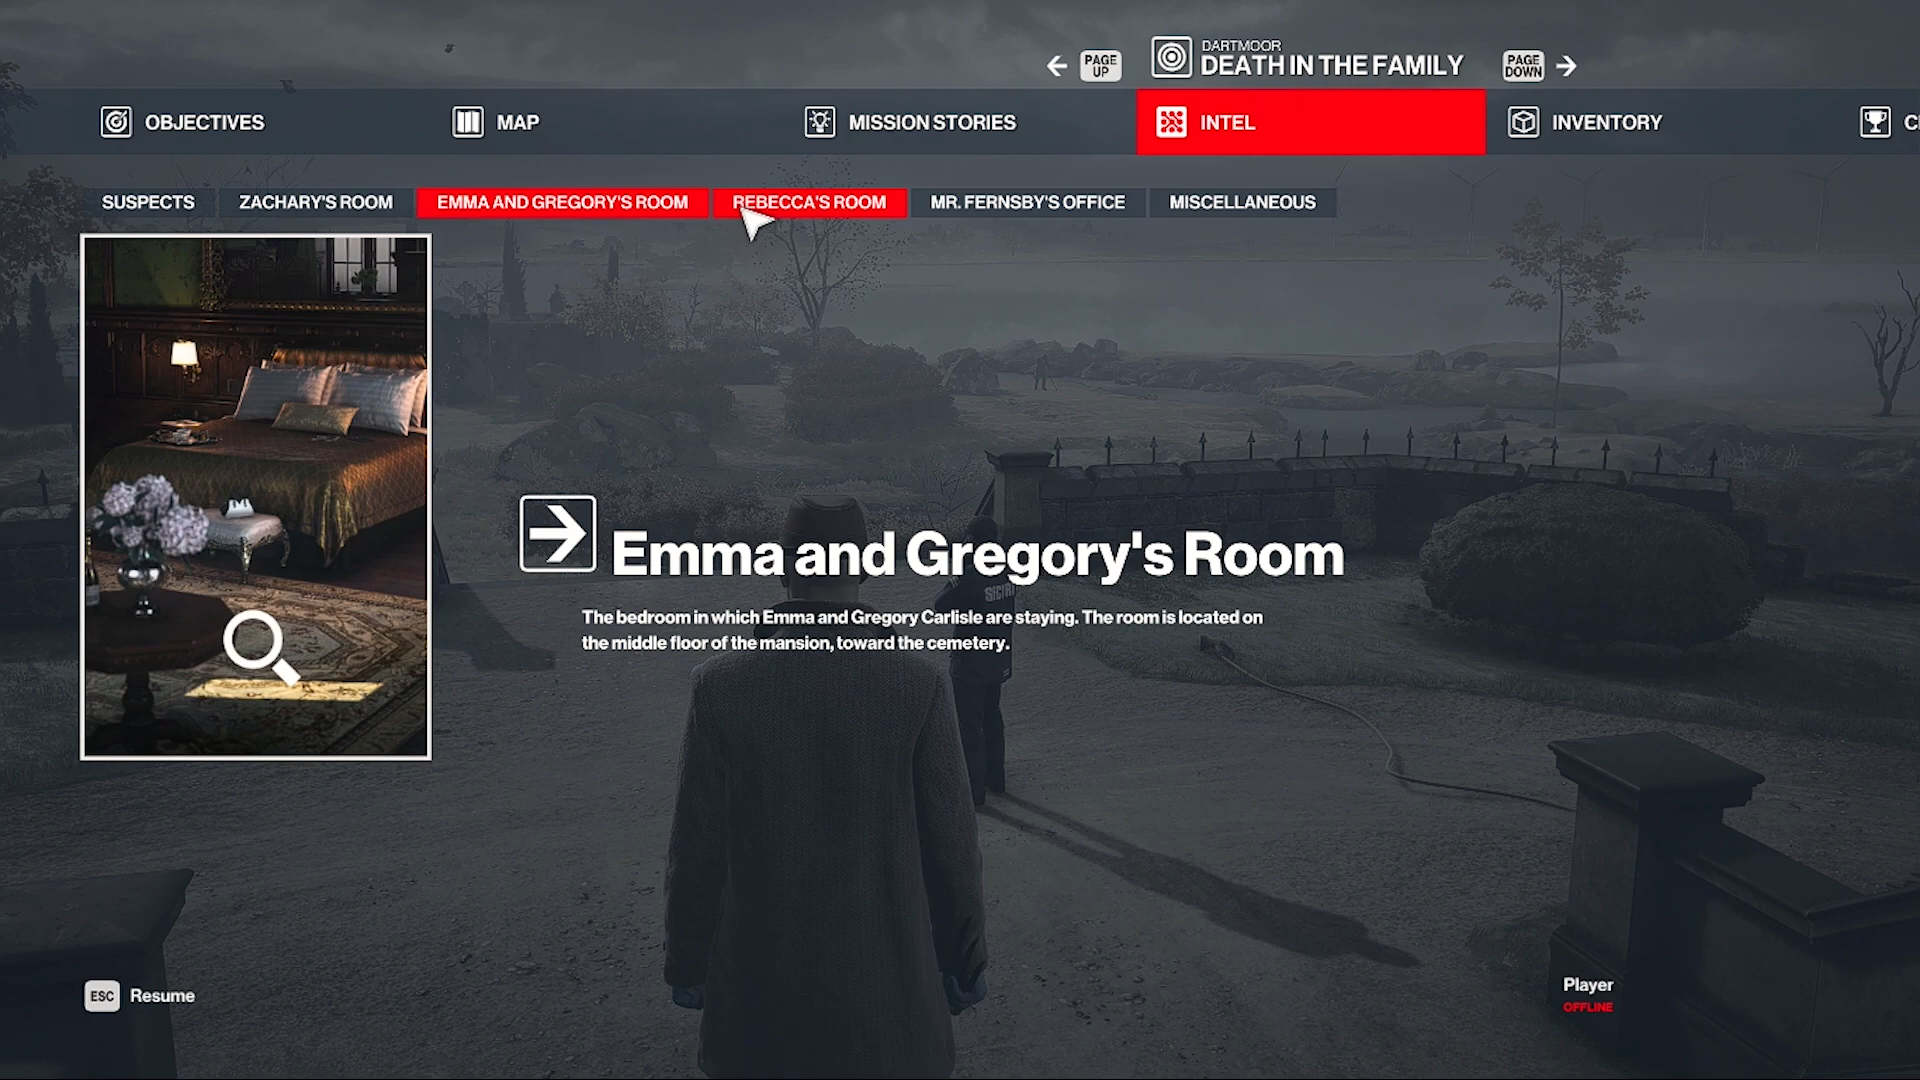 PAGE UP
DARTMOOR
DEATH IN THE FAMILY
PAGE DOWN
OBJECTIVES
MAP
MISSION STORIES
INTEL
INVENTORY
SUSPECTS
ZACHARY'S ROOM
EMMA AND GREGORY'S ROOM
REBECCA'S ROOM
MR. FERNSBY'S OFFICE
MISCELLANEOUS
Emma and Gregory's Room
The bedroom in which Emma and Gregory Carlisle are staying. The room is located on
the middle floor of the mansion, toward the cemetery.
ESC Resume
Player
OFFLINE